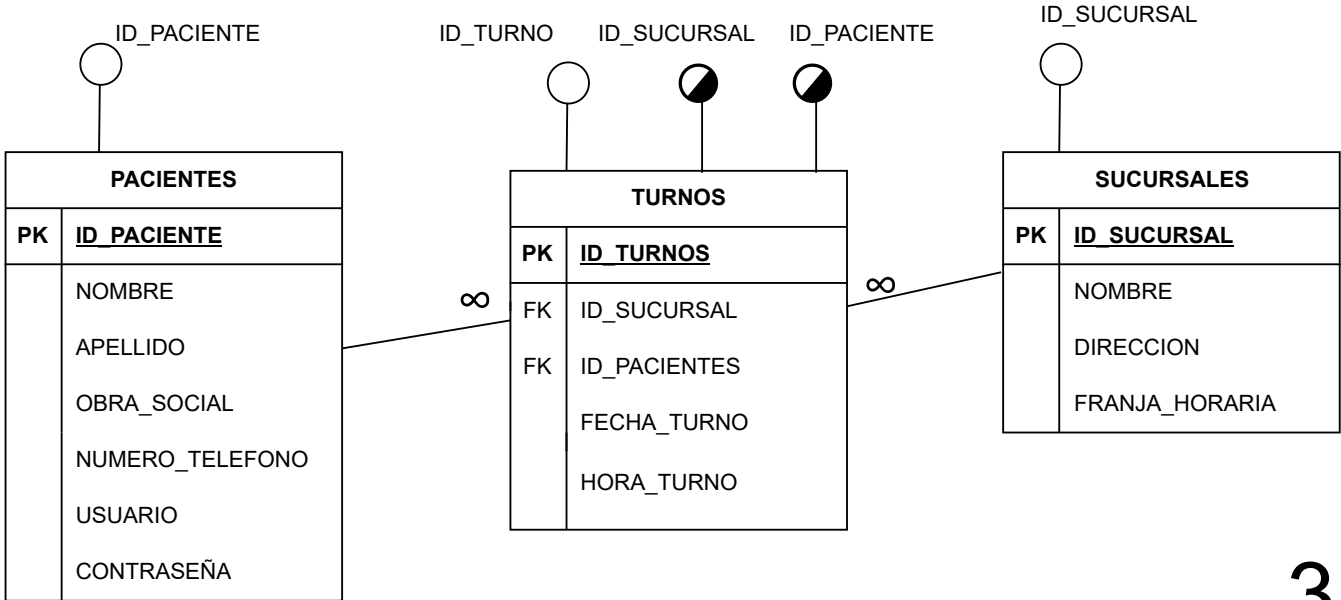 ID_PACIENTE
ID_TURNO
ID_SUCURSAL
ID_PACIENTE
ID_SUCURSAL
PACIENTES
PK ID_PACIENTE
NOMBRE
APELLIDO
OBRA_SOCIAL
NUMERO_TELEFONO
USUARIO
CONTRASEÑA
∞
TURNOS
PK ID_TURNOS
FK ID_SUCURSAL
FK ID_PACIENTES
FECHA_TURNO
HORA_TURNO
∞
SUCURSALES
PK ID_SUCURSAL
NOMBRE
DIRECCION
FRANJA_HORARIA
3